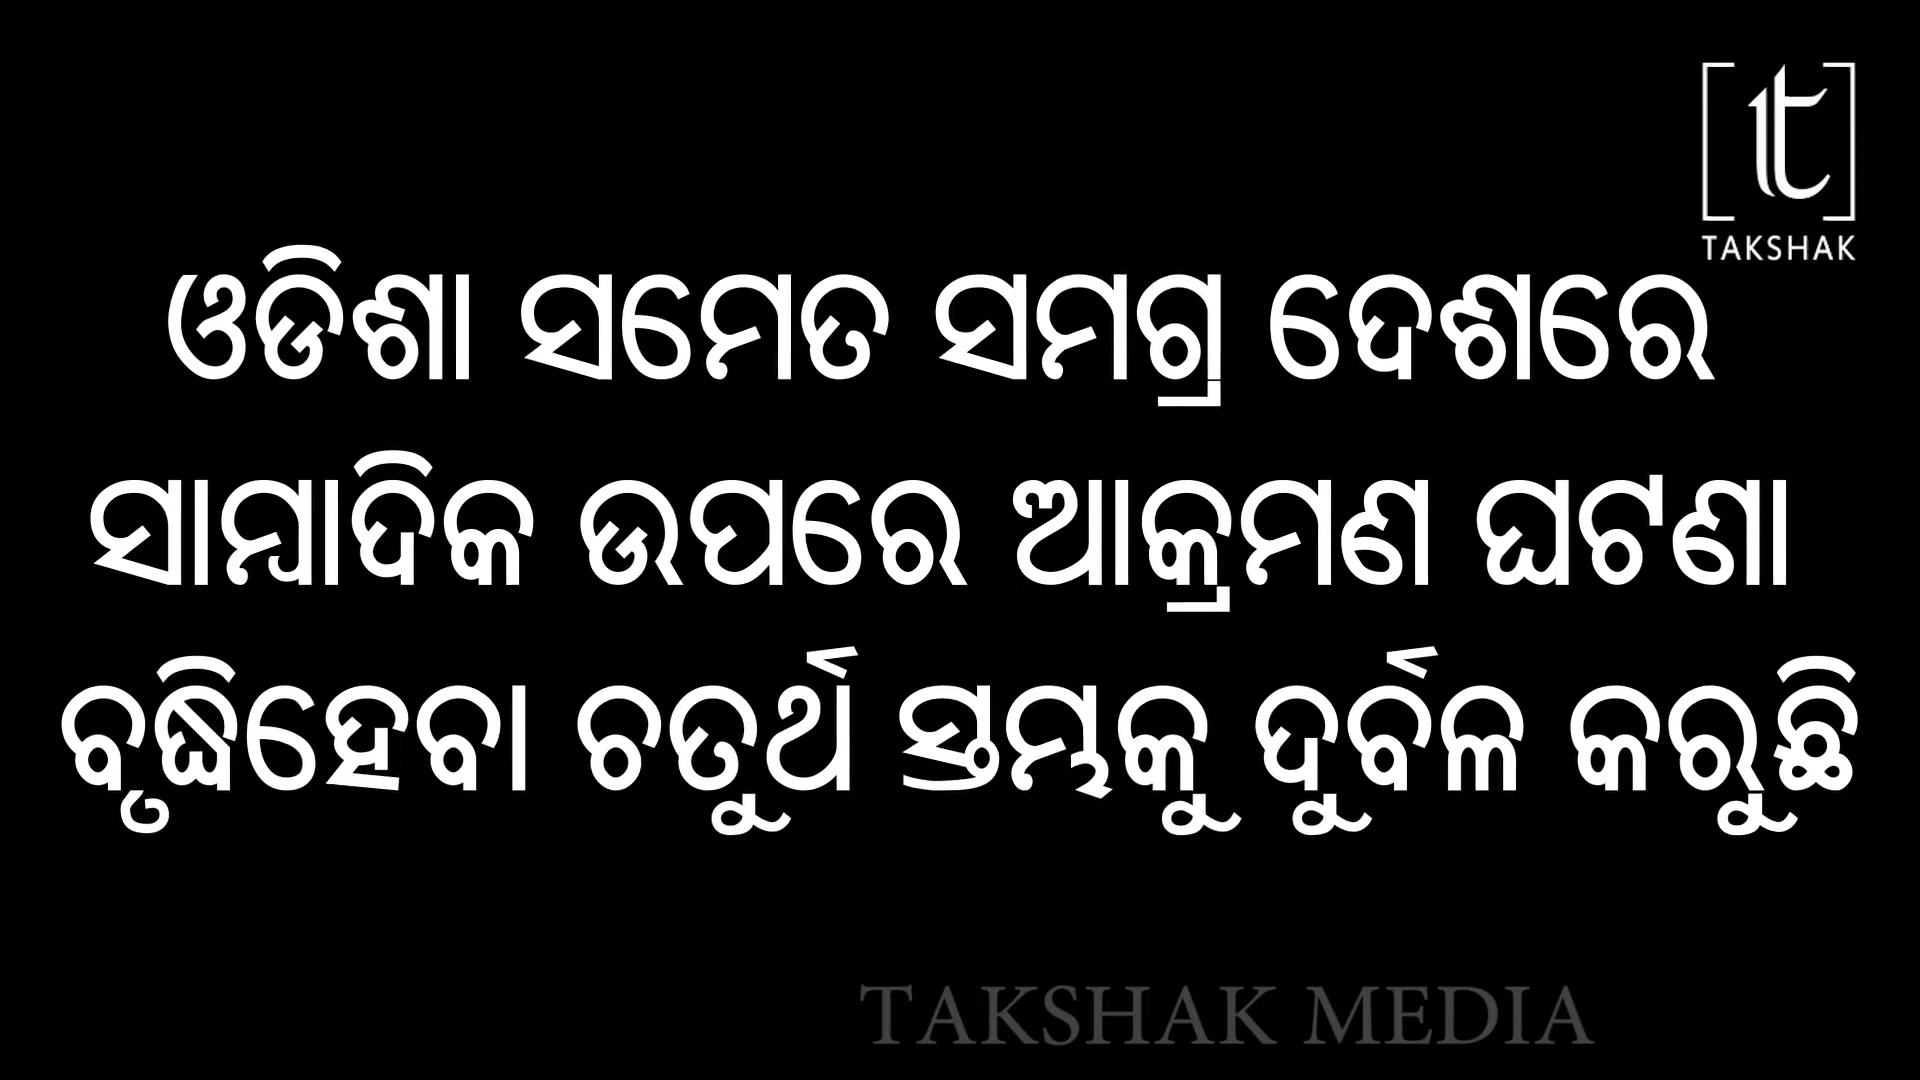 TAKSHAK
ଓଡିଶା ସମେତ ସମଗ୍ର ଦେଶରେ
ସାମ୍ବାଦିକ ଉପରେ ଆକ୍ରମଣ ଘଟଣା
ବୃଦ୍ଧିହେବା ଚତୁର୍ଥ ସ୍ତମ୍ଭକୁ ଦୁର୍ବଳ କରୁଛି
TAKSHAK MEDIA